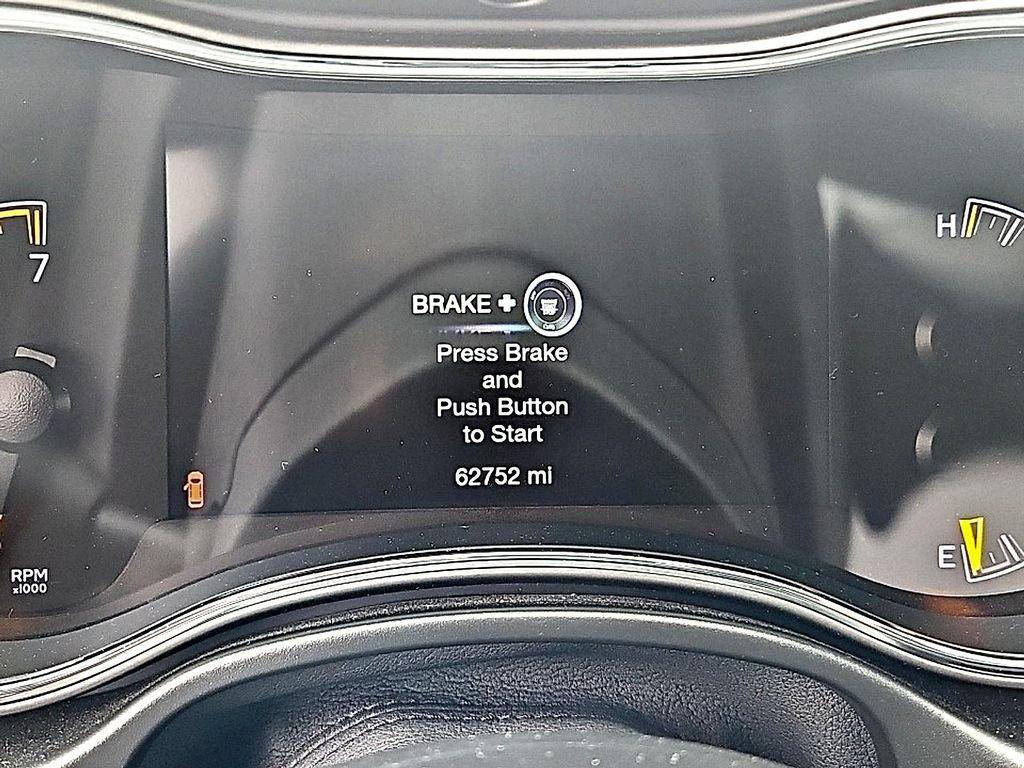 7
H
BRAKE +
Press Brake
and
Push Button
to Start
62752 mi
E
RPM
x1000